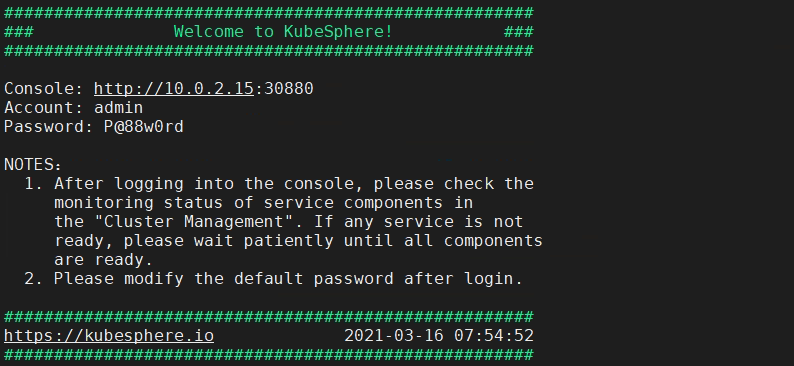 #####################################################
###              Welcome to KubeSphere!           ###
#####################################################
Console: http://10.0.2.15:30880
Account: admin
Password: P@88w0rd
NOTES：
  1. After logging into the console, please check the
     monitoring status of service components in
     the "Cluster Management". If any service is not
     ready, please wait patiently until all components
     are ready.
  2. Please modify the default password after login.
#####################################################
https://kubesphere.io             2021-03-16 07:54:52
#####################################################